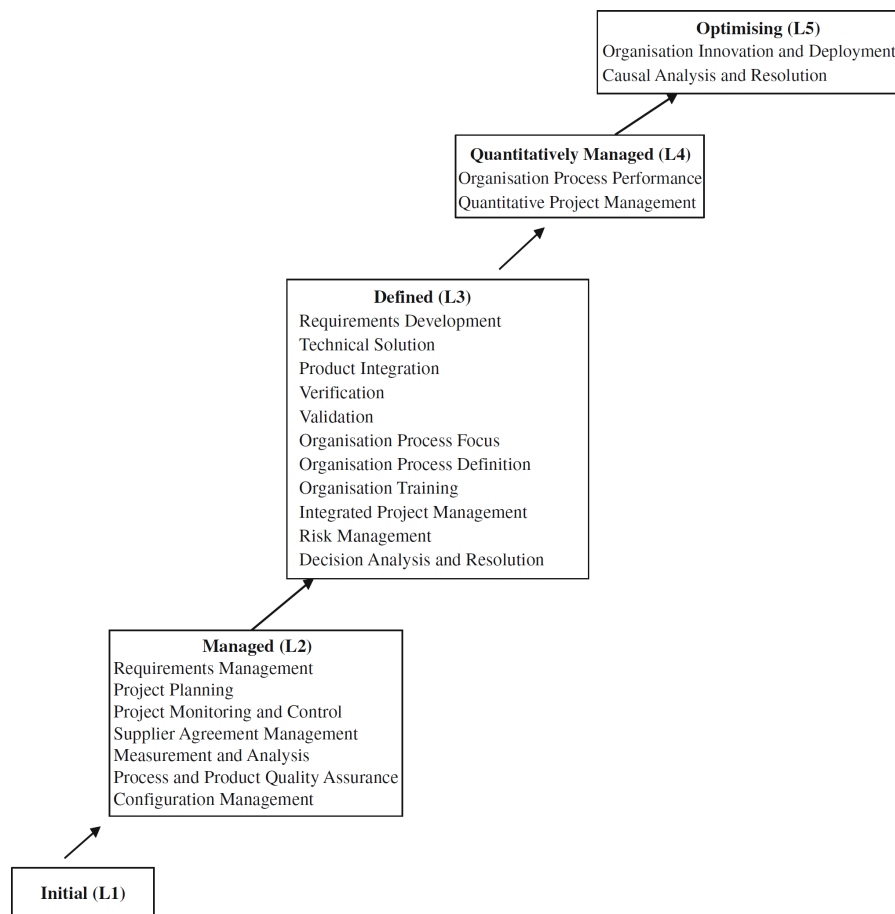 Optimising (L5)
Organisation Innovation and Deployment
Causal Analysis and Resolution
Quantitatively Managed (L4)
Organisation Process Performance
Quantitative Project Management
Defined (L3)
Requirements Development
Technical Solution
Product Integration
Verification
Validation
Organisation Process Focus
Organisation Process Definition
Organisation Training
Integrated Project Management
Risk Management
Decision Analysis and Resolution
Managed (L2)
Requirements Management
Project Planning
Project Monitoring and Control
Supplier Agreement Management
Measurement and Analysis
Process and Product Quality Assurance
Configuration Management
Initial (L1)